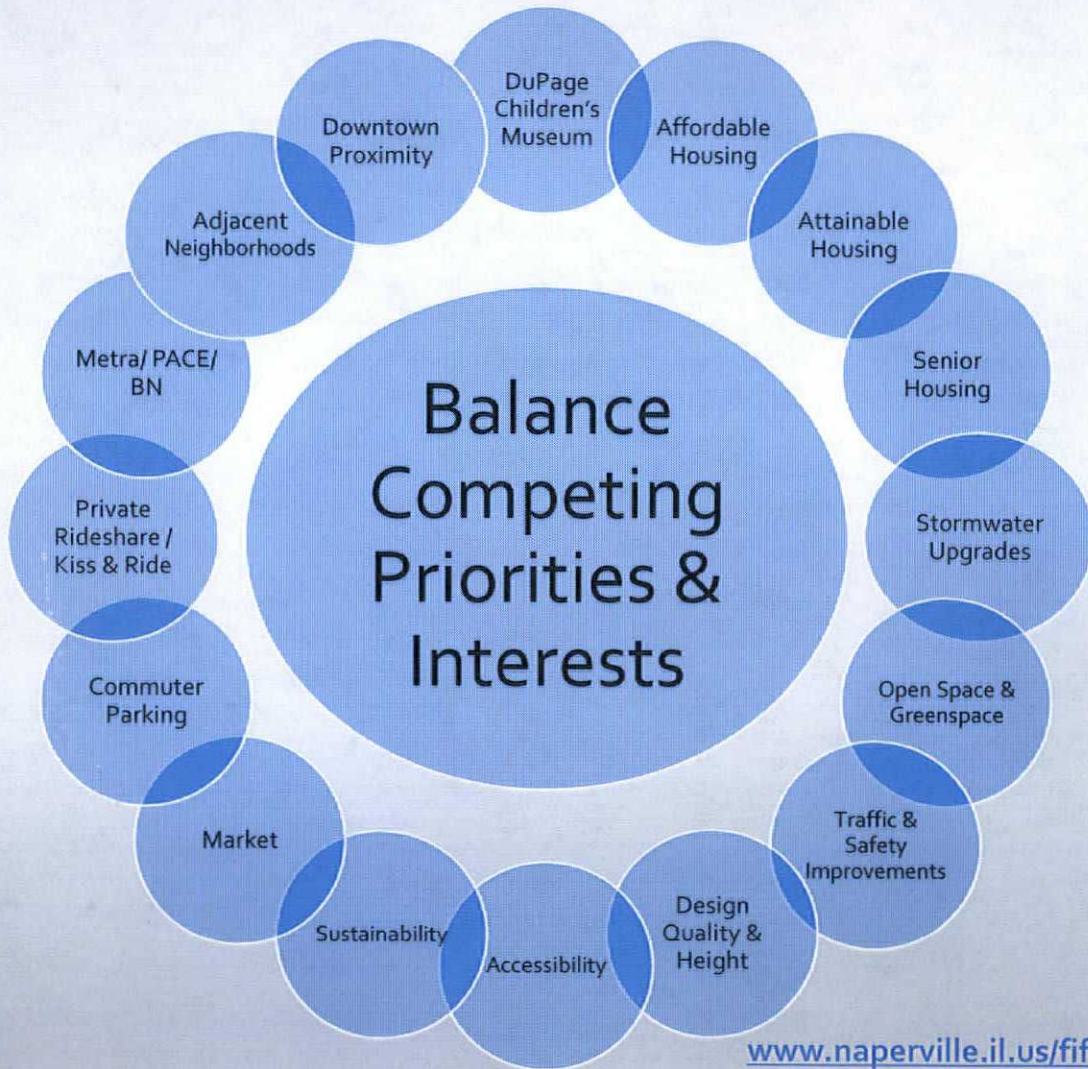 DuPage
Children's
Museum
Affordable
Housing
Attainable
Housing
Senior
Housing
Stormwater
Upgrades
Open Space &
Greenspace
Traffic &
Safety
Improvements
Design
Quality &
Height
Accessibility
Sustainability
Market
Commuter
Parking
Private
Rideshare /
Kiss & Ride
Metra/ PACE/
BN
Adjacent
Neighborhoods
Downtown
Proximity
Balance
Competing
Priorities &
Interests
www.naperville.il.us/fif